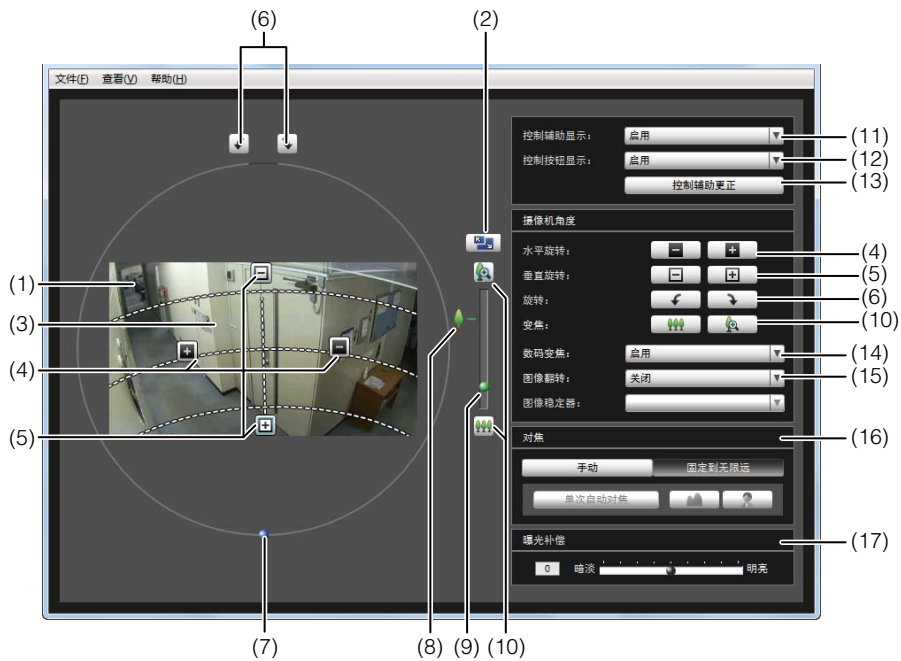 (6)
(2)
文件(F) 查看(V) 帮助(H)
控制辅助显示： 启用 (11)
控制按钮显示： 启用 (12)
控制辅助更正 (13)
摄像机角度
水平旋转： (4)
垂直旋转： (5)
旋转： (6)
变焦： (10)
数码变焦： 启用 (14)
图像翻转： 关闭 (15)
图像稳定器：
对焦 (16)
手动 固定到无限远
单次自动对焦
曝光补偿 (17)
0 暗淡 明亮
(1)
(3)
(4)
(5)
(7)
(8)
(9)
(10)